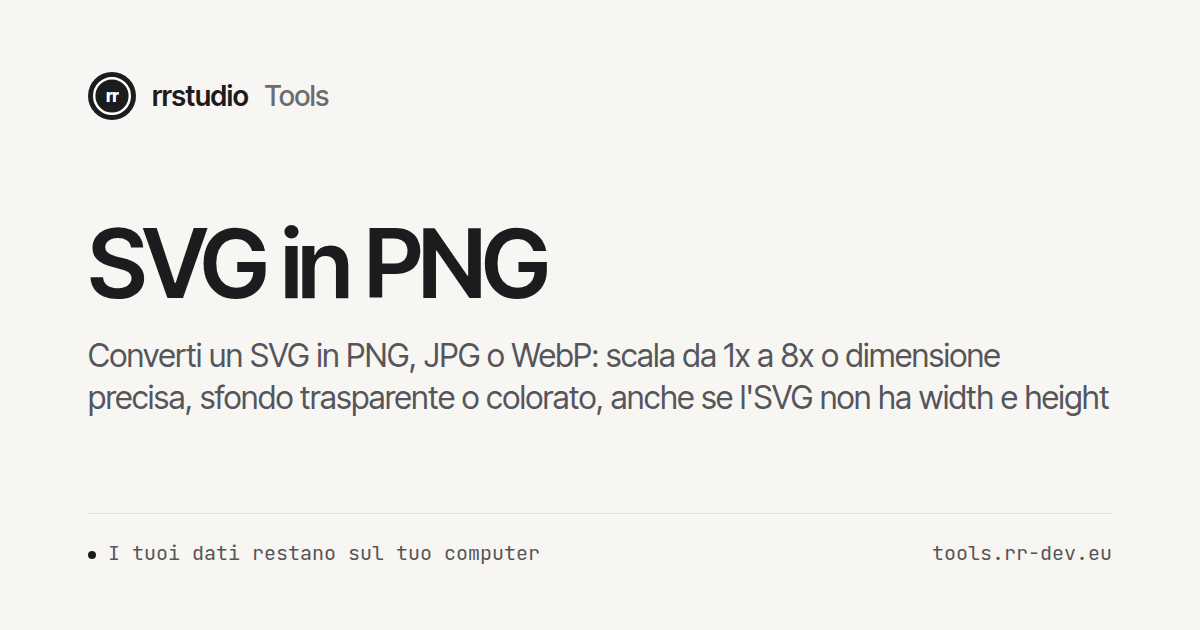 rr rrstudio Tools
SVG in PNG
Converti un SVG in PNG, JPG o WebP: scala da 1x a 8x o dimensione
precisa, sfondo trasparente o colorato, anche se l'SVG non ha width e height
I tuoi dati restano sul tuo computer
tools.rr-dev.eu